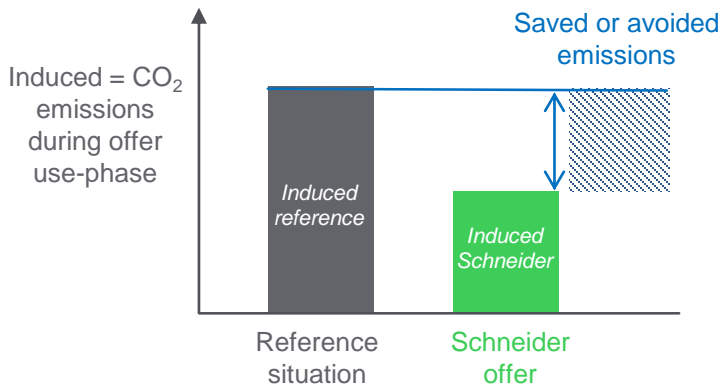 Saved or avoided
emissions
Induced = CO₂
emissions
during offer
use-phase
Induced
reference
Induced
Schneider
Reference
situation
Schneider
offer